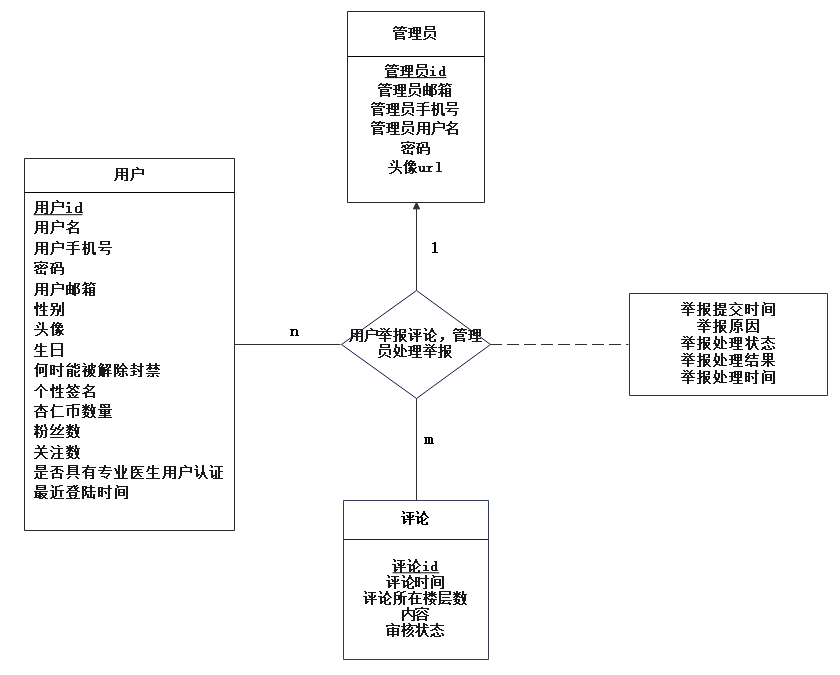 管理员
管理员id
管理员邮箱
管理员手机号
管理员用户名
密码
头像url
用户
用户id
用户名
用户手机号
密码
用户邮箱
性别
头像
生日
何时能被解除封禁
个性签名
杏仁币数量
粉丝数
关注数
是否具有专业医生用户认证
最近登陆时间
1
n
用户举报评论，管理
员处理举报
举报提交时间
举报原因
举报处理状态
举报处理结果
举报处理时间
m
评论
评论id
评论时间
评论所在楼层数
内容
审核状态